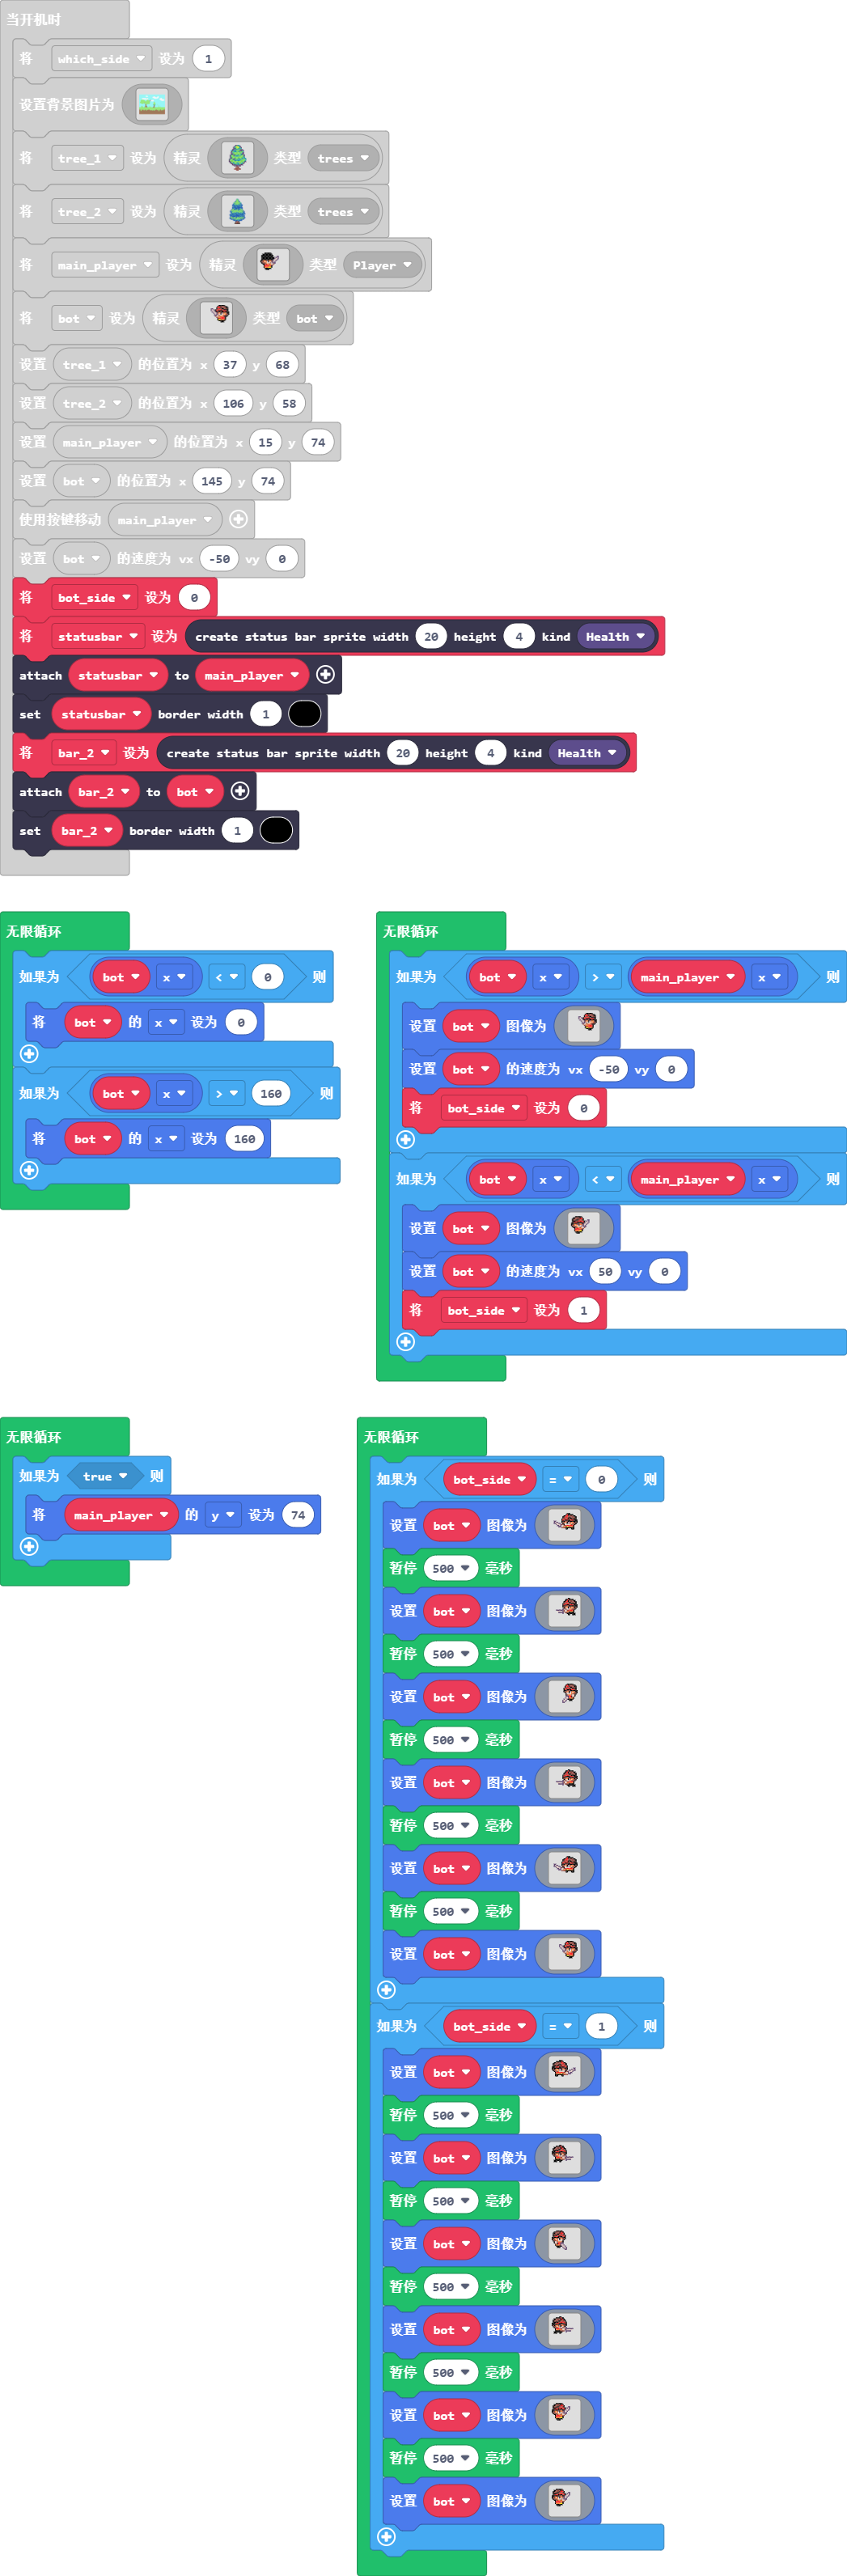 当开机时
将 which_side 设为 1
设置背景图片为
将 tree_1 设为 精灵 类型 trees
将 tree_2 设为 精灵 类型 trees
将 main_player 设为 精灵 类型 Player
将 bot 设为 精灵 类型 bot
设置 tree_1 的位置为 x 37 y 68
设置 tree_2 的位置为 x 106 y 58
设置 main_player 的位置为 x 15 y 74
设置 bot 的位置为 x 145 y 74
使用按键移动 main_player
设置 bot 的速度为 vx -50 vy 0
将 bot_side 设为 0
将 statusbar 设为 create status bar sprite width 20 height 4 kind Health
attach statusbar to main_player
set statusbar border width 1
将 bar_2 设为 create status bar sprite width 20 height 4 kind Health
attach bar_2 to bot
set bar_2 border width 1
无限循环
如果为 bot x < 0 则
将 bot 的 x 设为 0
如果为 bot x > 160 则
将 bot 的 x 设为 160
无限循环
如果为 bot x > main_player x 则
设置 bot 图像为
设置 bot 的速度为 vx -50 vy 0
将 bot_side 设为 0
如果为 bot x < main_player x 则
设置 bot 图像为
设置 bot 的速度为 vx 50 vy 0
将 bot_side 设为 1
无限循环
如果为 true 则
将 main_player 的 y 设为 74
无限循环
如果为 bot_side = 0 则
设置 bot 图像为
暂停 500 毫秒
设置 bot 图像为
暂停 500 毫秒
设置 bot 图像为
暂停 500 毫秒
设置 bot 图像为
暂停 500 毫秒
设置 bot 图像为
暂停 500 毫秒
设置 bot 图像为
如果为 bot_side = 1 则
设置 bot 图像为
暂停 500 毫秒
设置 bot 图像为
暂停 500 毫秒
设置 bot 图像为
暂停 500 毫秒
设置 bot 图像为
暂停 500 毫秒
设置 bot 图像为
暂停 500 毫秒
设置 bot 图像为